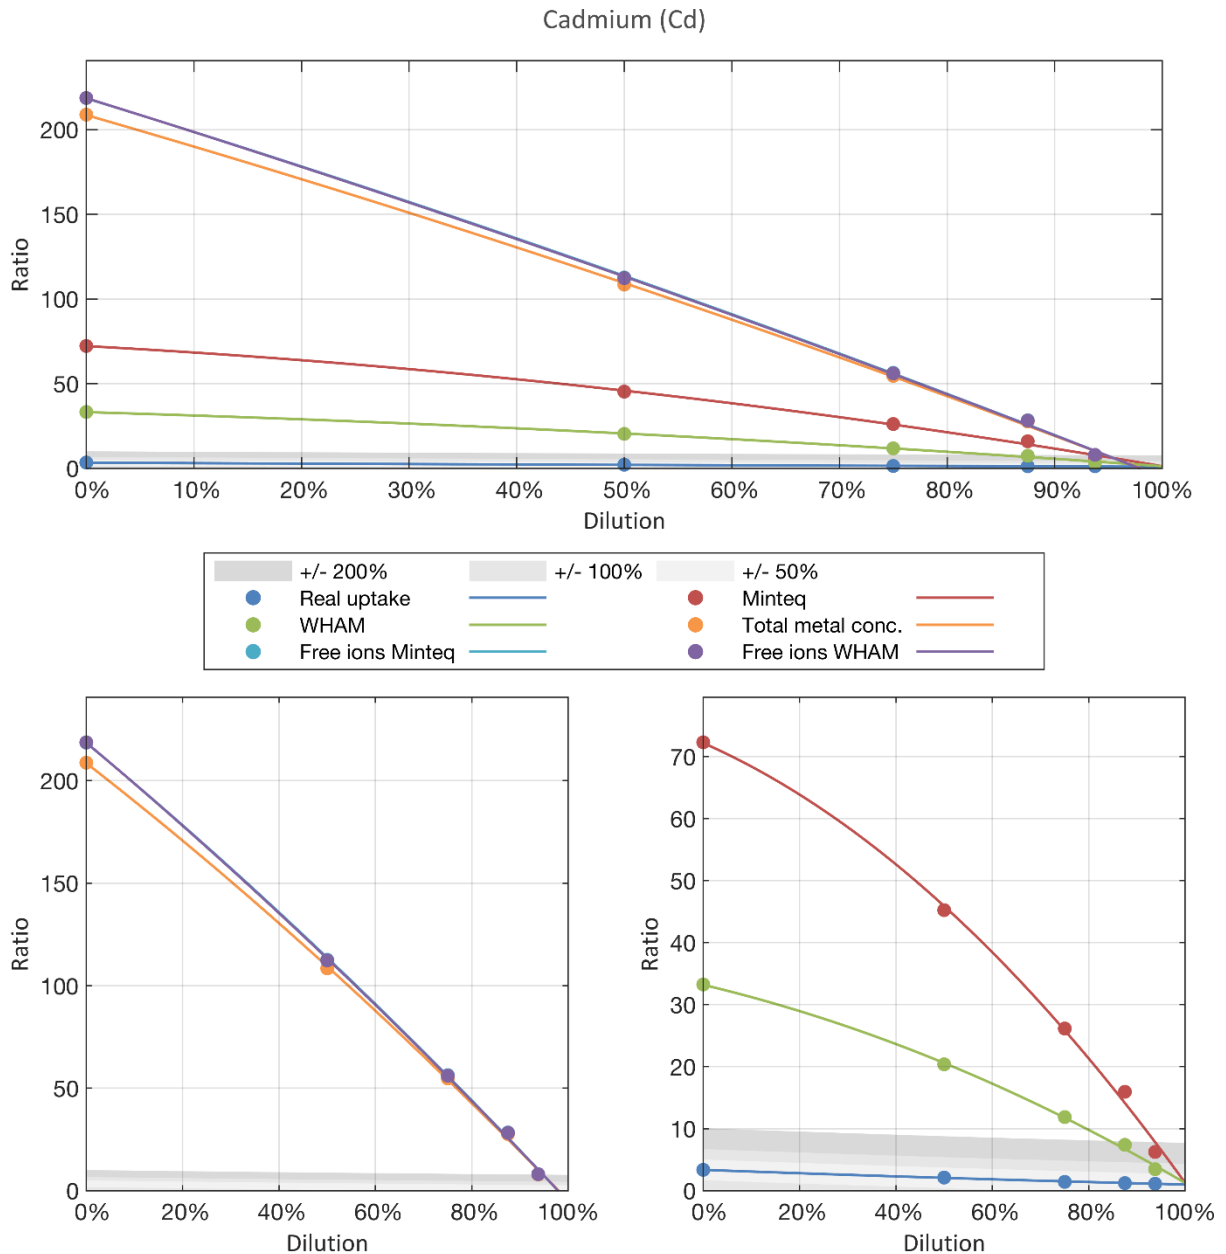 Cadmium (Cd)
200
150
100
50
0
Ratio
0% 10% 20% 30% 40% 50% 60% 70% 80% 90% 100%
Dilution
+/- 200% +/- 100% +/- 50%
Real uptake Minteq
WHAM Total metal conc.
Free ions Minteq Free ions WHAM
200
150
100
50
0
Ratio
0% 20% 40% 60% 80% 100%
Dilution
70
60
50
40
30
20
10
0
Ratio
0% 20% 40% 60% 80% 100%
Dilution